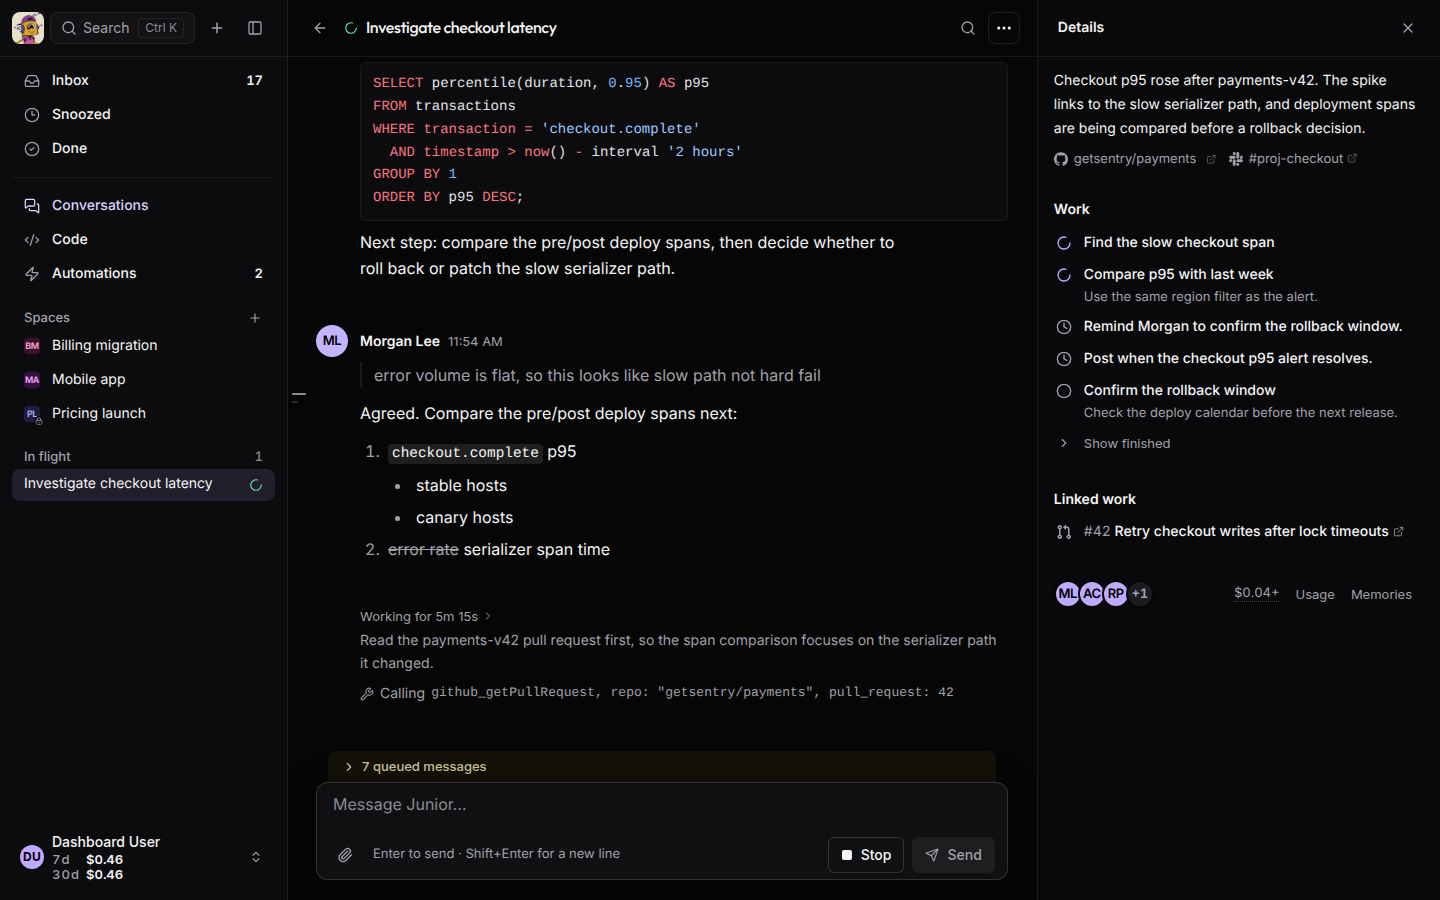 Search Ctrl K
Inbox 17
Snoozed
Done
Conversations
Code
Automations 2
Spaces
BM Billing migration
MA Mobile app
PL Pricing launch
In flight 1
Investigate checkout latency
DU Dashboard User
7d $0.46
30d $0.46
Investigate checkout latency
SELECT percentile(duration, 0.95) AS p95
FROM transactions
WHERE transaction = 'checkout.complete'
AND timestamp > now() - interval '2 hours'
GROUP BY 1
ORDER BY p95 DESC;
Next step: compare the pre/post deploy spans, then decide whether to
roll back or patch the slow serializer path.
ML Morgan Lee 11:54 AM
error volume is flat, so this looks like slow path not hard fail
Agreed. Compare the pre/post deploy spans next:
1. checkout.complete p95
• stable hosts
• canary hosts
2. error rate serializer span time
Working for 5m 15s
Read the payments-v42 pull request first, so the span comparison focuses on the serializer path
it changed.
Calling github_getPullRequest, repo: "getsentry/payments", pull_request: 42
7 queued messages
Message Junior...
Enter to send · Shift+Enter for a new line
Stop Send
Details
Checkout p95 rose after payments-v42. The spike
links to the slow serializer path, and deployment spans
are being compared before a rollback decision.
getsentry/payments #proj-checkout
Work
Find the slow checkout span
Compare p95 with last week
Use the same region filter as the alert.
Remind Morgan to confirm the rollback window.
Post when the checkout p95 alert resolves.
Confirm the rollback window
Check the deploy calendar before the next release.
Show finished
Linked work
#42 Retry checkout writes after lock timeouts
ML AC RP +1 $0.04+ Usage Memories